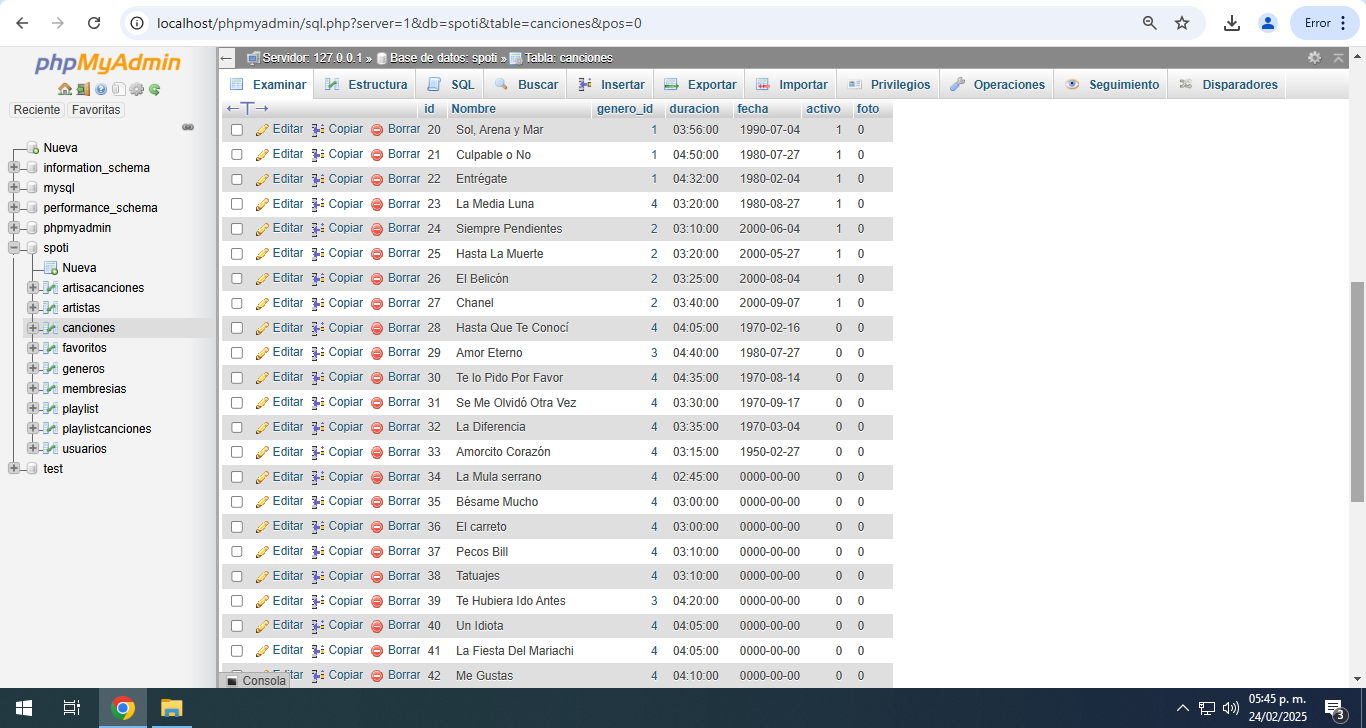 localhost/phpmyadmin/sql.php?server=1&db=spoti&table=canciones&pos=0
Error
phpMyAdmin
Reciente Favoritas
Nueva
information_schema
mysql
performance_schema
phpmyadmin
spoti
Nueva
artisacanciones
artistas
canciones
favoritos
generos
membresias
playlist
playlistcanciones
usuarios
test
Servidor: 127.0.0.1 » Base de datos: spoti » Tabla: canciones
Examinar Estructura SQL Buscar Insertar Exportar Importar Privilegios Operaciones Seguimiento Disparadores
←T→ id Nombre genero_id duracion fecha activo foto
Editar Copiar Borrar 20 Sol, Arena y Mar 1 03:56:00 1990-07-04 1 0
Editar Copiar Borrar 21 Culpable o No 1 04:50:00 1980-07-27 1 0
Editar Copiar Borrar 22 Entrégate 1 04:32:00 1980-02-04 1 0
Editar Copiar Borrar 23 La Media Luna 4 03:20:00 1980-08-27 1 0
Editar Copiar Borrar 24 Siempre Pendientes 2 03:10:00 2000-06-04 1 0
Editar Copiar Borrar 25 Hasta La Muerte 2 03:20:00 2000-05-27 1 0
Editar Copiar Borrar 26 El Belicón 2 03:25:00 2000-08-04 1 0
Editar Copiar Borrar 27 Chanel 2 03:40:00 2000-09-07 1 0
Editar Copiar Borrar 28 Hasta Que Te Conocí 4 04:05:00 1970-02-16 0 0
Editar Copiar Borrar 29 Amor Eterno 3 04:40:00 1980-07-27 0 0
Editar Copiar Borrar 30 Te lo Pido Por Favor 4 04:35:00 1970-08-14 0 0
Editar Copiar Borrar 31 Se Me Olvidó Otra Vez 4 03:30:00 1970-09-17 0 0
Editar Copiar Borrar 32 La Diferencia 4 03:35:00 1970-03-04 0 0
Editar Copiar Borrar 33 Amorcito Corazón 4 03:15:00 1950-02-27 0 0
Editar Copiar Borrar 34 La Mula serrano 4 02:45:00 0000-00-00 0 0
Editar Copiar Borrar 35 Bésame Mucho 4 03:00:00 0000-00-00 0 0
Editar Copiar Borrar 36 El carreto 4 03:00:00 0000-00-00 0 0
Editar Copiar Borrar 37 Pecos Bill 4 03:10:00 0000-00-00 0 0
Editar Copiar Borrar 38 Tatuajes 4 03:10:00 0000-00-00 0 0
Editar Copiar Borrar 39 Te Hubiera Ido Antes 3 04:20:00 0000-00-00 0 0
Editar Copiar Borrar 40 Un Idiota 4 04:05:00 0000-00-00 0 0
Editar Copiar Borrar 41 La Fiesta Del Mariachi 4 04:05:00 0000-00-00 0 0
Editar Copiar Borrar 42 Me Gustas 4 04:10:00 0000-00-00 0 0
Consola
05:45 p. m.
24/02/2025
3